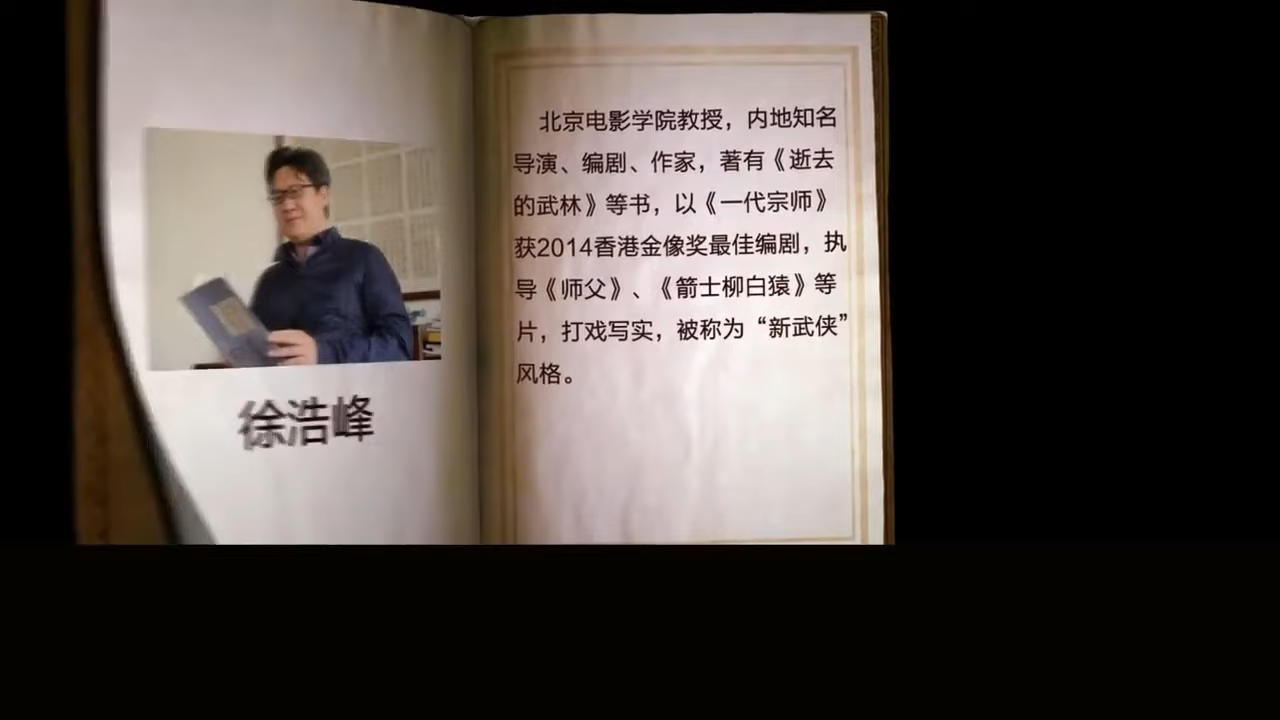 徐浩峰
北京电影学院教授，内地知名
导演、编剧、作家，著有《逝去
的武林》等书，以《一代宗师》
获2014香港金像奖最佳编剧，执
导《师父》、《箭士柳白猿》等
片，打戏写实，被称为“新武侠”
风格。